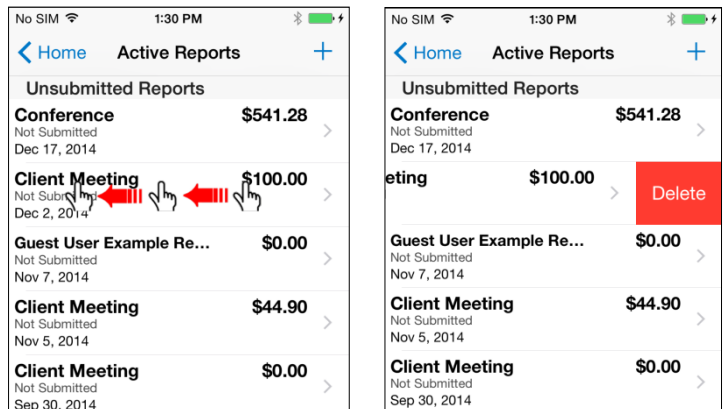 No SIM 1:30 PM
Home Active Reports +
Unsubmitted Reports
Conference $541.28
Not Submitted
Dec 17, 2014
Client Meeting $100.00
Not
Dec 2, 2014
Guest User Example Re... $0.00
Not Submitted
Nov 7, 2014
Client Meeting $44.90
Not Submitted
Nov 5, 2014
Client Meeting $0.00
Not Submitted
Sep 30, 2014
No SIM 1:30 PM
Home Active Reports +
Unsubmitted Reports
Conference $541.28
Not Submitted
Dec 17, 2014
eting $100.00 Delete
Guest User Example Re... $0.00
Not Submitted
Nov 7, 2014
Client Meeting $44.90
Not Submitted
Nov 5, 2014
Client Meeting $0.00
Not Submitted
Sep 30, 2014